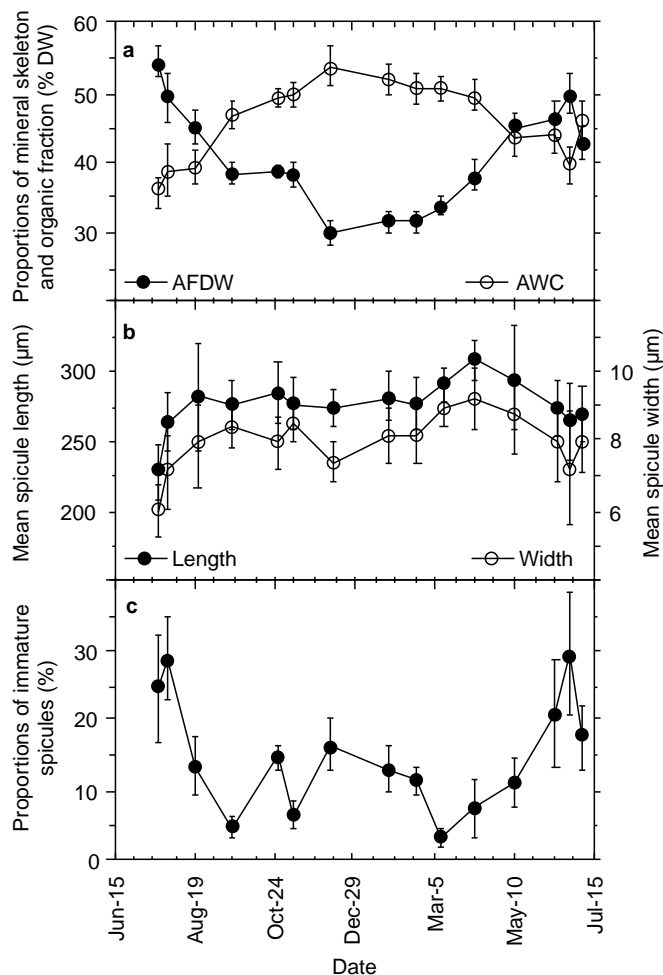 a
60
50
40
30
Proportions of mineral skeleton
and organic fraction (% DW)
AFDW
AWC
b
300
250
200
Mean spicule length (µm)
10
8
6
Mean spicule width (µm)
Length
Width
c
30
20
10
0
Proportions of immature
spicules (%)
Jun-15
Aug-19
Oct-24
Dec-29
Mar-5
May-10
Jul-15
Date